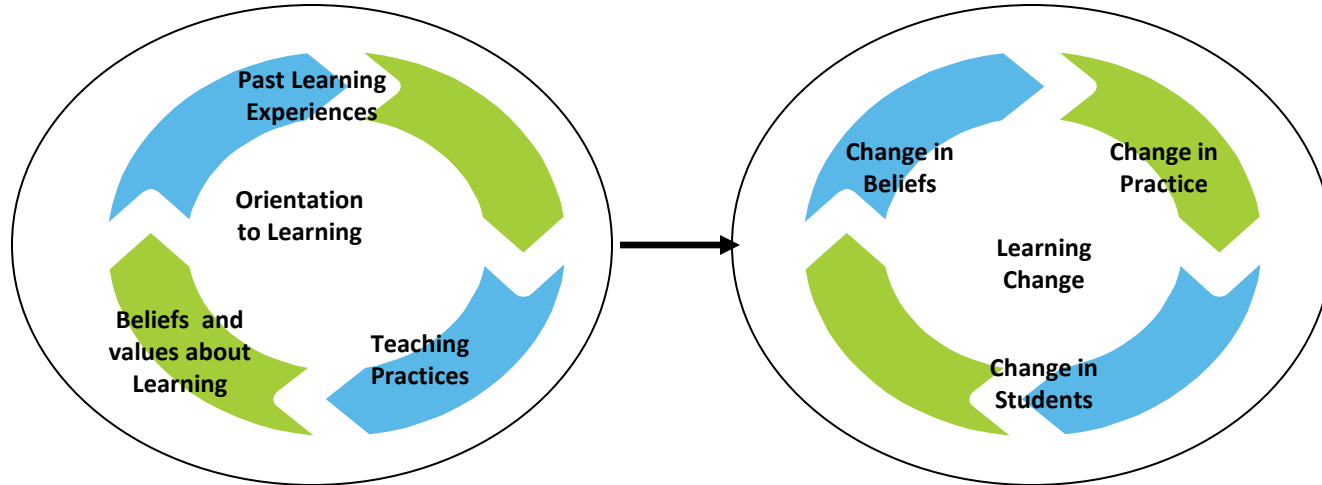 Past Learning
Experiences
Orientation
to Learning
Beliefs  and
values about
Learning
Teaching
Practices
Change in
Beliefs
Change in
Practice
Learning
Change
Change in
Students